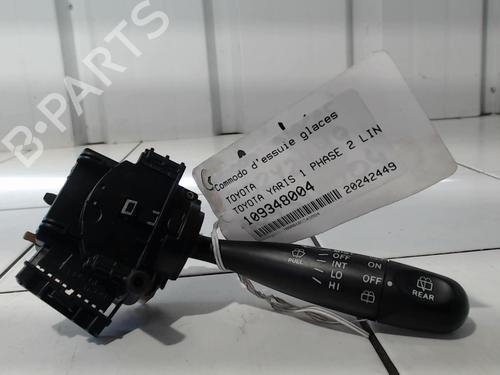 B-Parts
Commodo d'essuie glaces
TOYOTA
TOYOTA YARIS 1 PHASE 2 LIN
109348004
20242449
PULL
OFF
INT
LO
HI
ON
OFF
REAR